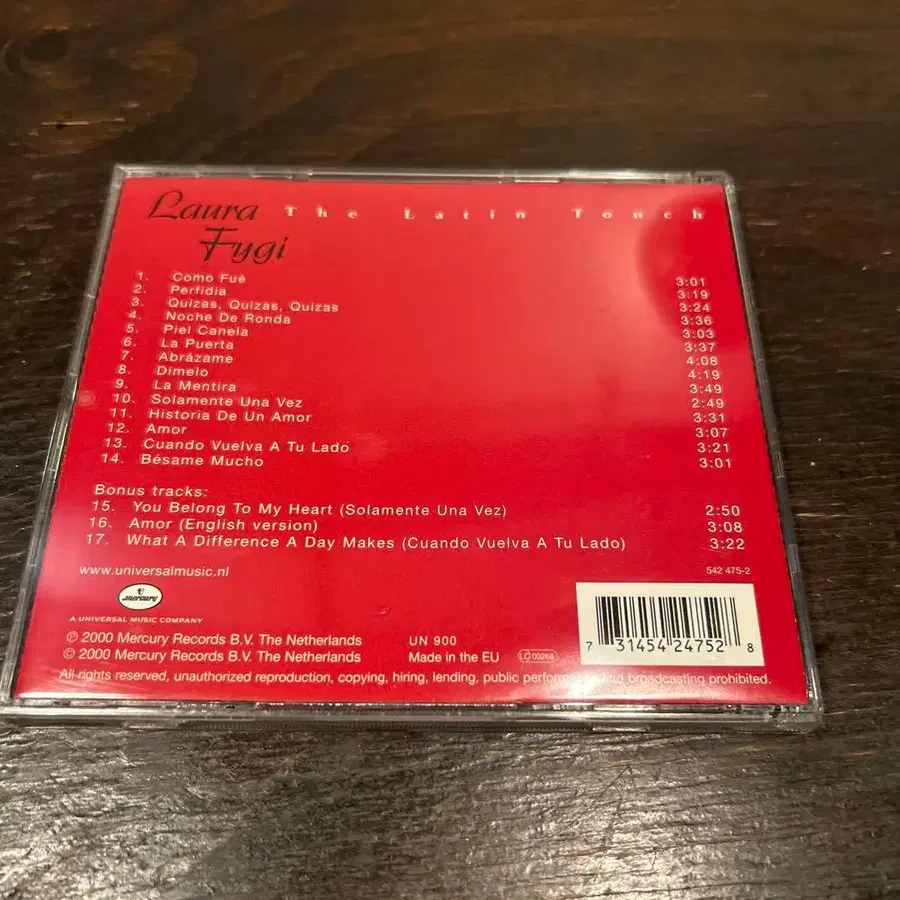 Laura Fygi The Latin Touch
1. Como Fué 3:01
2. Perfidia 3:19
3. Quizas, Quizas, Quizas 3:24
4. Noche De Ronda 3:36
5. Piel Canela 3:03
6. La Puerta 3:37
7. Abrázame 4:08
8. Dimelo 4:19
9. La Mentira 3:49
10. Solamente Una Vez 2:49
11. Historia De Un Amor 3:31
12. Amor 3:07
13. Cuando Vuelva A Tu Lado 3:21
14. Bésame Mucho 3:01
Bonus tracks:
15. You Belong To My Heart (Solamente Una Vez) 2:50
16. Amor (English version) 3:08
17. What A Difference A Day Makes (Cuando Vuelva A Tu Lado) 3:22
www.universalmusic.nl 542 475-2
mercury
A UNIVERSAL MUSIC COMPANY
℗ 2000 Mercury Records B.V. The Netherlands UN 900
© 2000 Mercury Records B.V. The Netherlands Made in the EU LC 00268
7 31454 24752 8
All rights reserved, unauthorized reproduction, copying, hiring, lending, public performance and broadcasting prohibited.